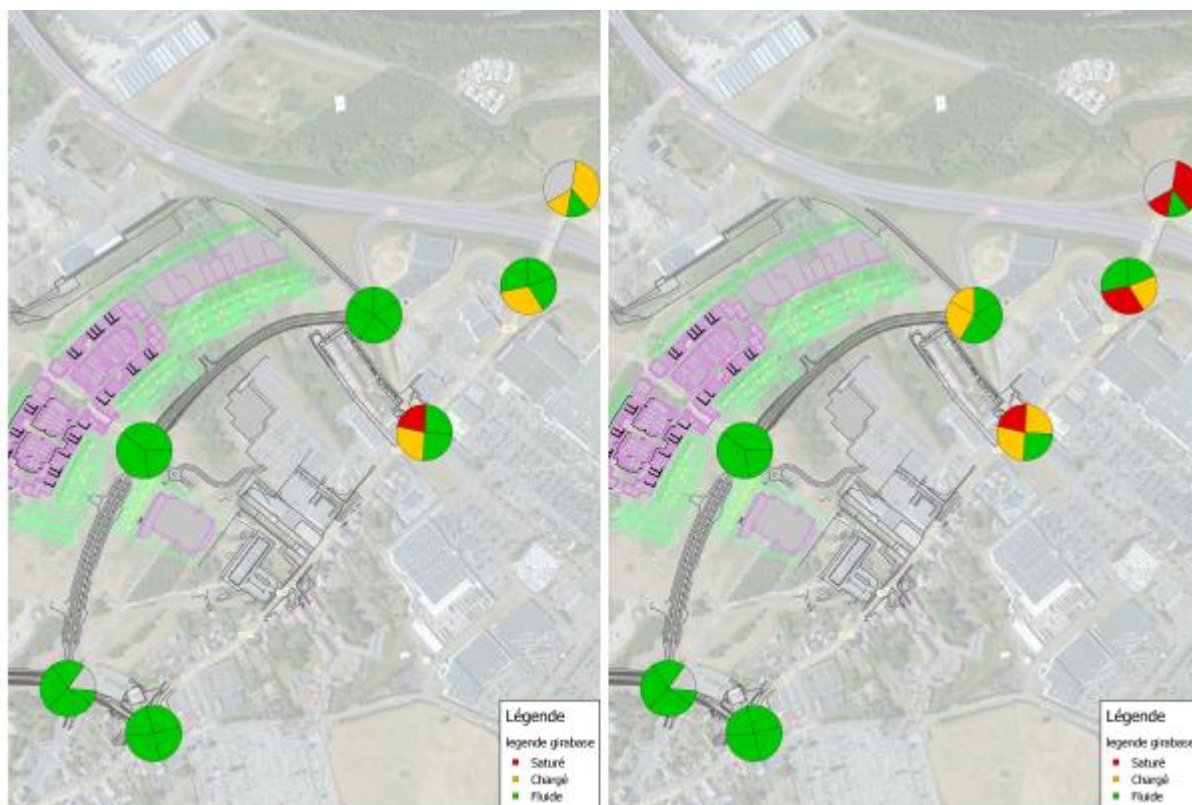 Légende
legende girabase
Saturé
Chargé
Fluide
Légende
legende girabase
Saturé
Chargé
Fluide